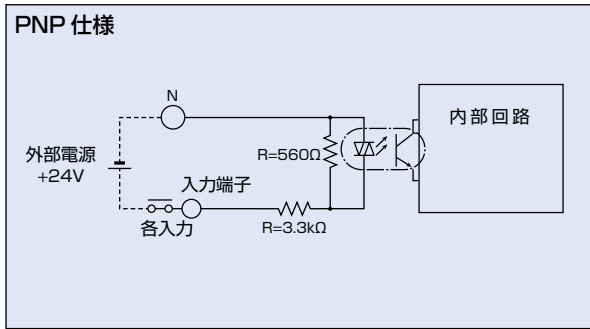 PNP 仕様
N
内部回路
外部電源
+24V
R=560Ω
入力端子
各入力
R=3.3kΩ